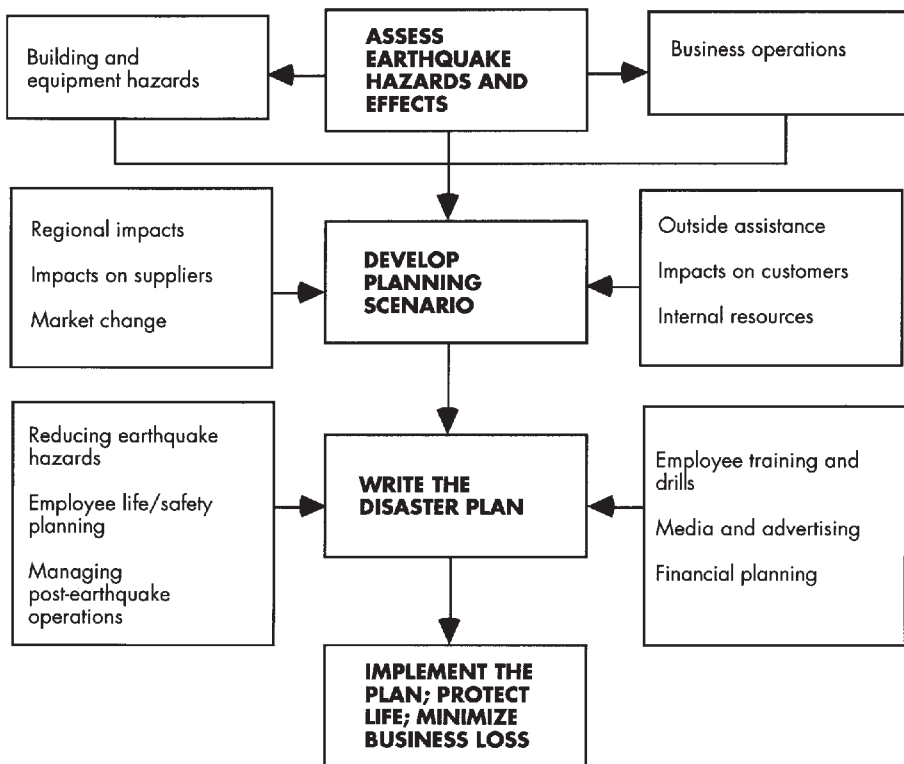 Building and
equipment hazards
ASSESS
EARTHQUAKE
HAZARDS AND
EFFECTS
Business operations
Regional impacts
Impacts on suppliers
Market change
DEVELOP
PLANNING
SCENARIO
Outside assistance
Impacts on customers
Internal resources
Reducing earthquake
hazards
Employee life/safety
planning
Managing
post-earthquake
operations
WRITE THE
DISASTER PLAN
Employee training and
drills
Media and advertising
Financial planning
IMPLEMENT THE
PLAN; PROTECT
LIFE; MINIMIZE
BUSINESS LOSS